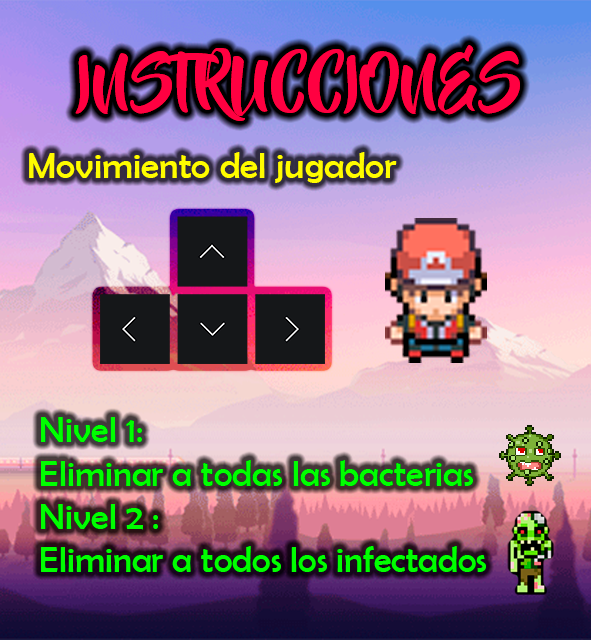 INSTRUCCIONES
Movimiento del jugador
Nivel 1:
Eliminar a todas las bacterias
Nivel 2 :
Eliminar a todos los infectados